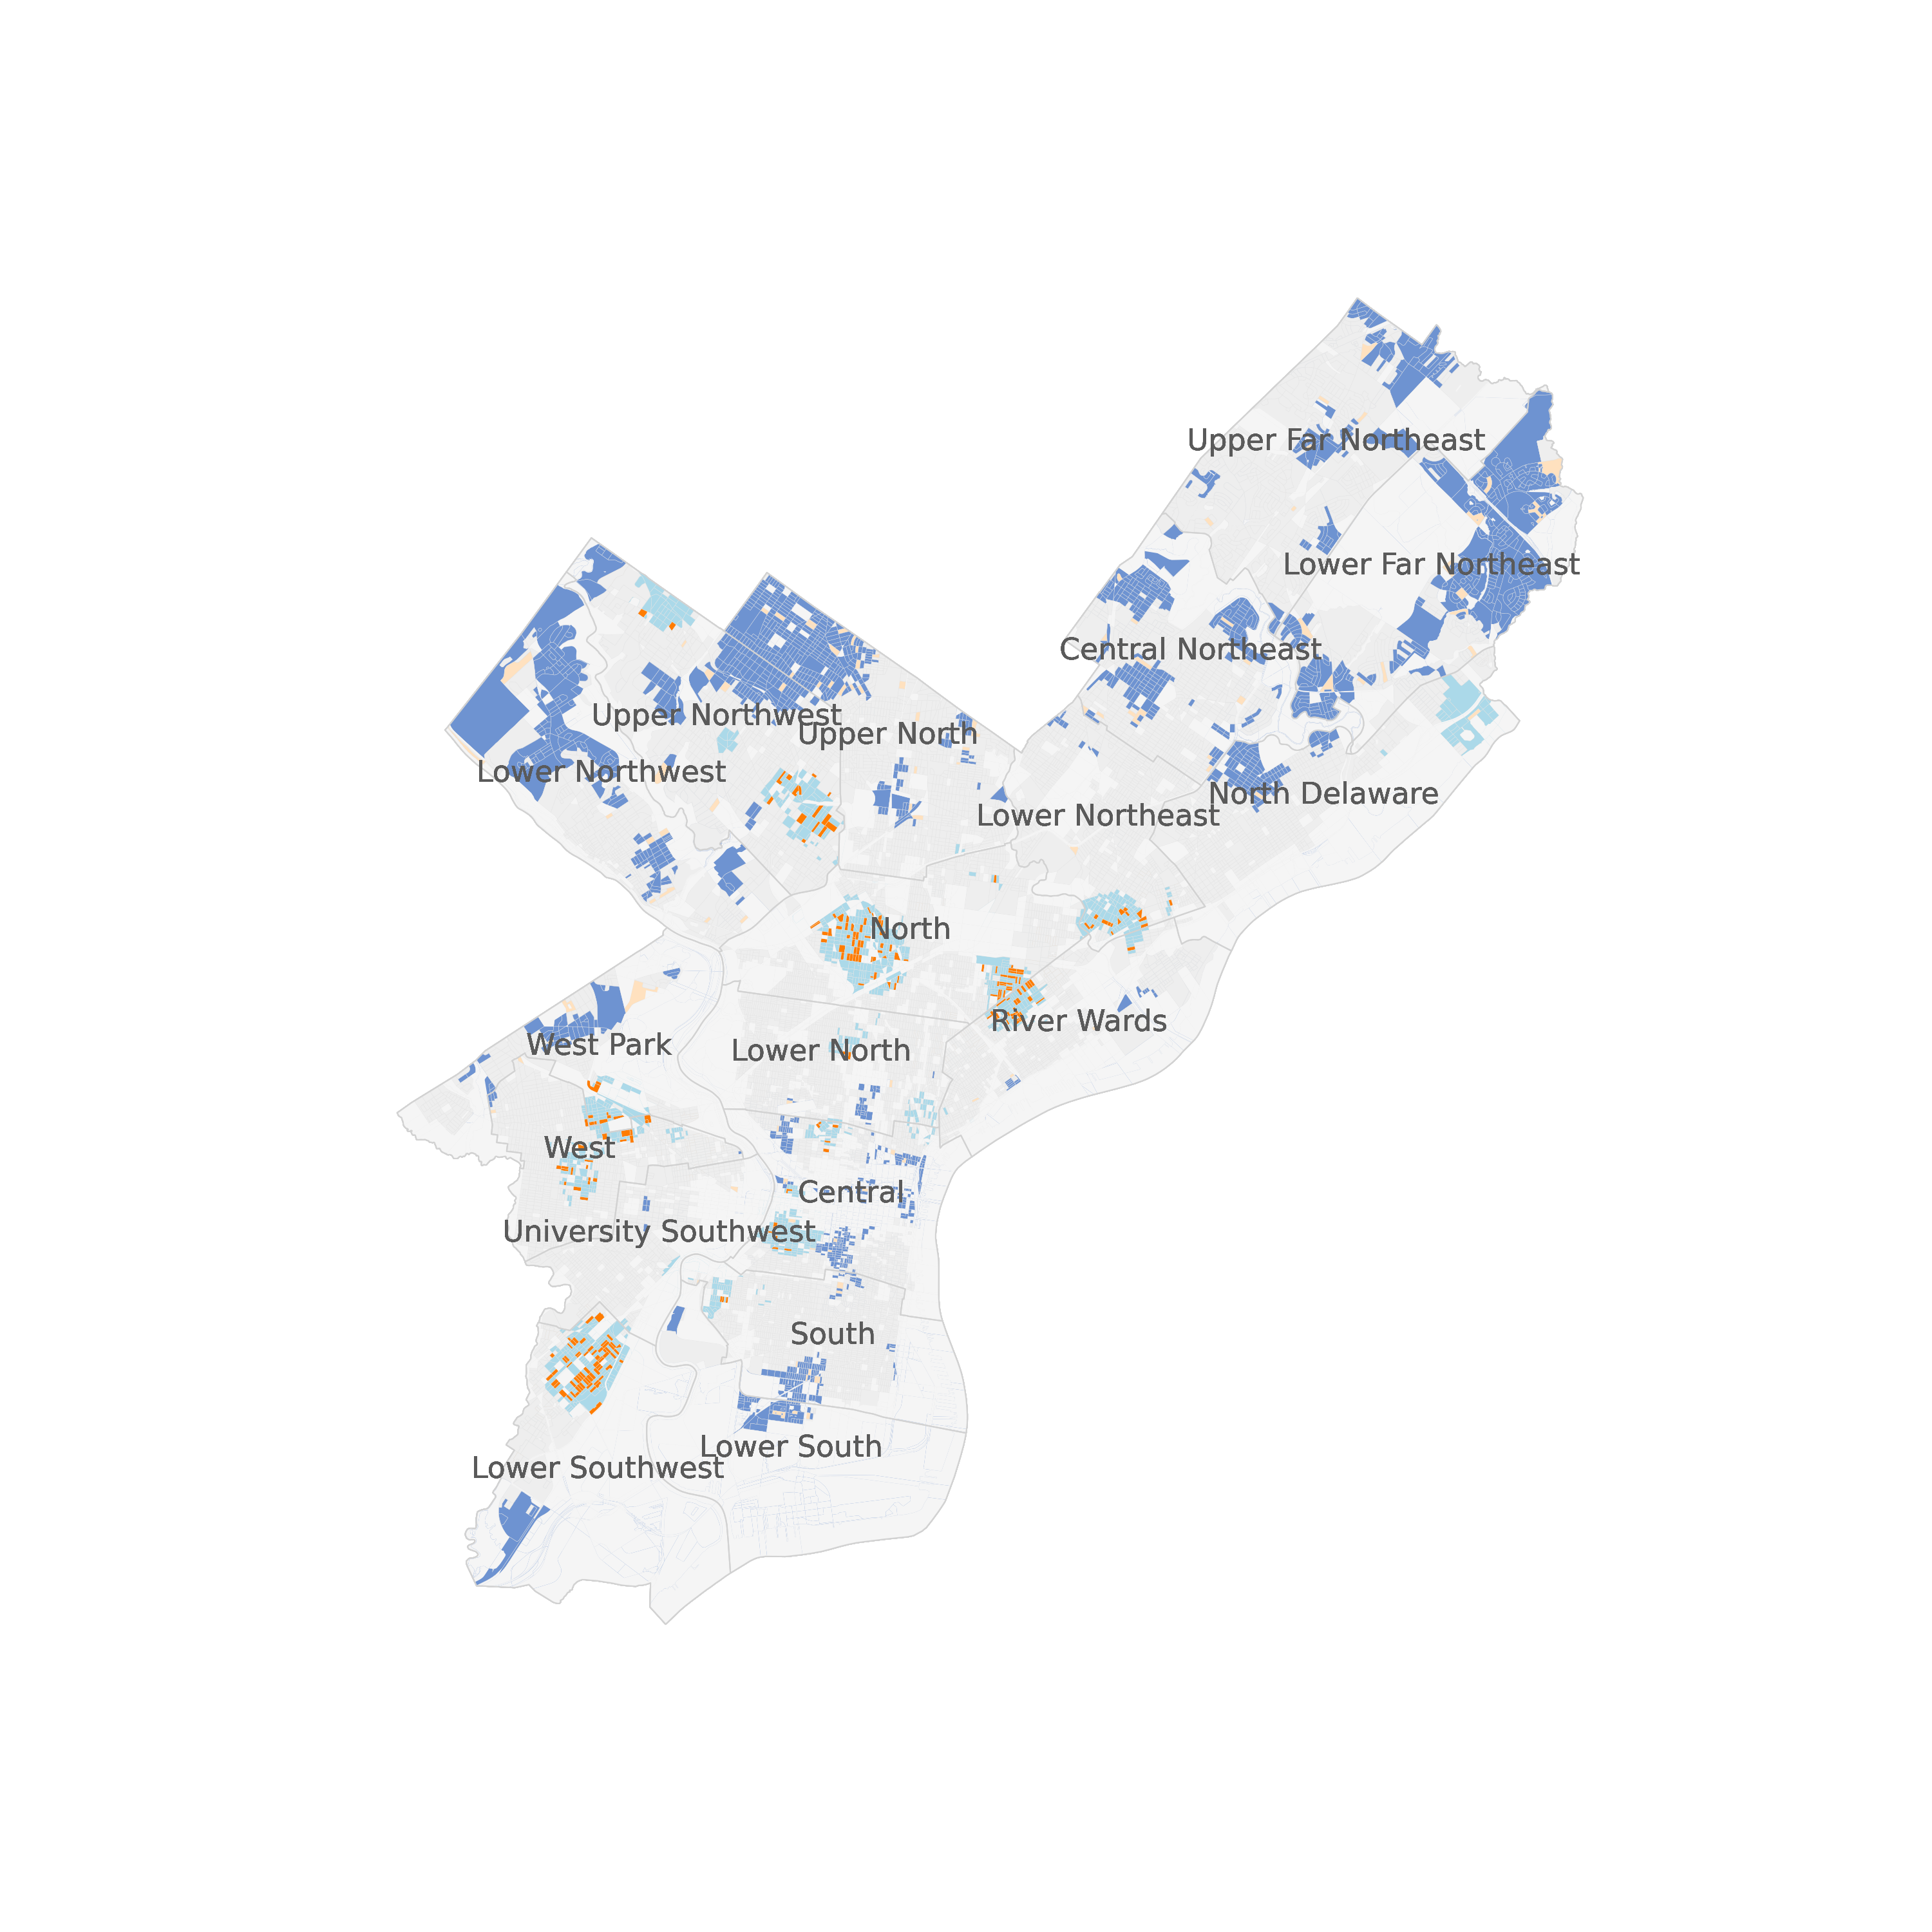 Upper Far Northeast
Lower Far Northeast
Central Northeast
Upper Northwest
Upper North
Lower Northwest
North Delaware
Lower Northeast
North
River Wards
West Park
Lower North
West
Central
University Southwest
South
Lower South
Lower Southwest